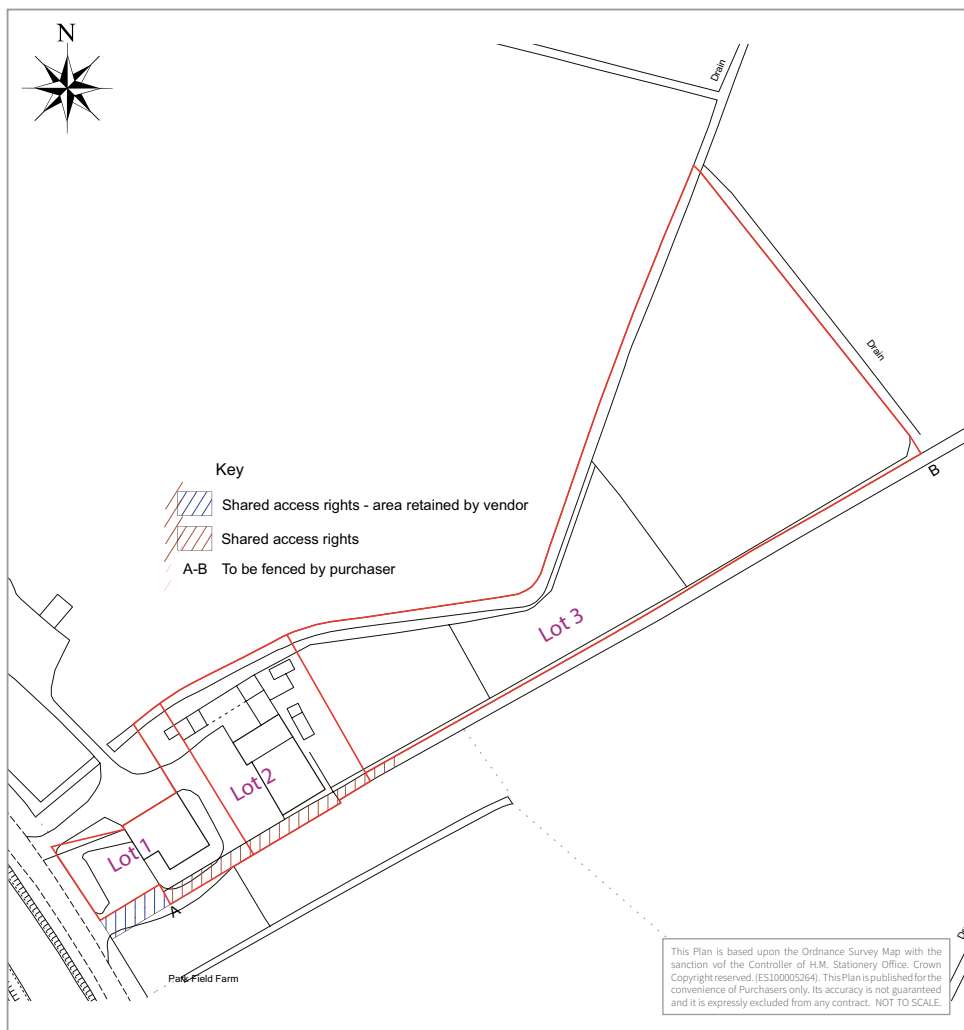 N
Drain
Drain
B
Key
Shared access rights - area retained by vendor
Shared access rights
A-B To be fenced by purchaser
Lot 3
Lot 2
Lot 1
A
Park Field Farm
This Plan is based upon the Ordnance Survey Map with the
sanction vof the Controller of H.M. Stationery Office. Crown
Copyright reserved. (ES100005264). This Plan is published for the
convenience of Purchasers only. Its accuracy is not guaranteed
and it is expressly excluded from any contract. NOT TO SCALE.